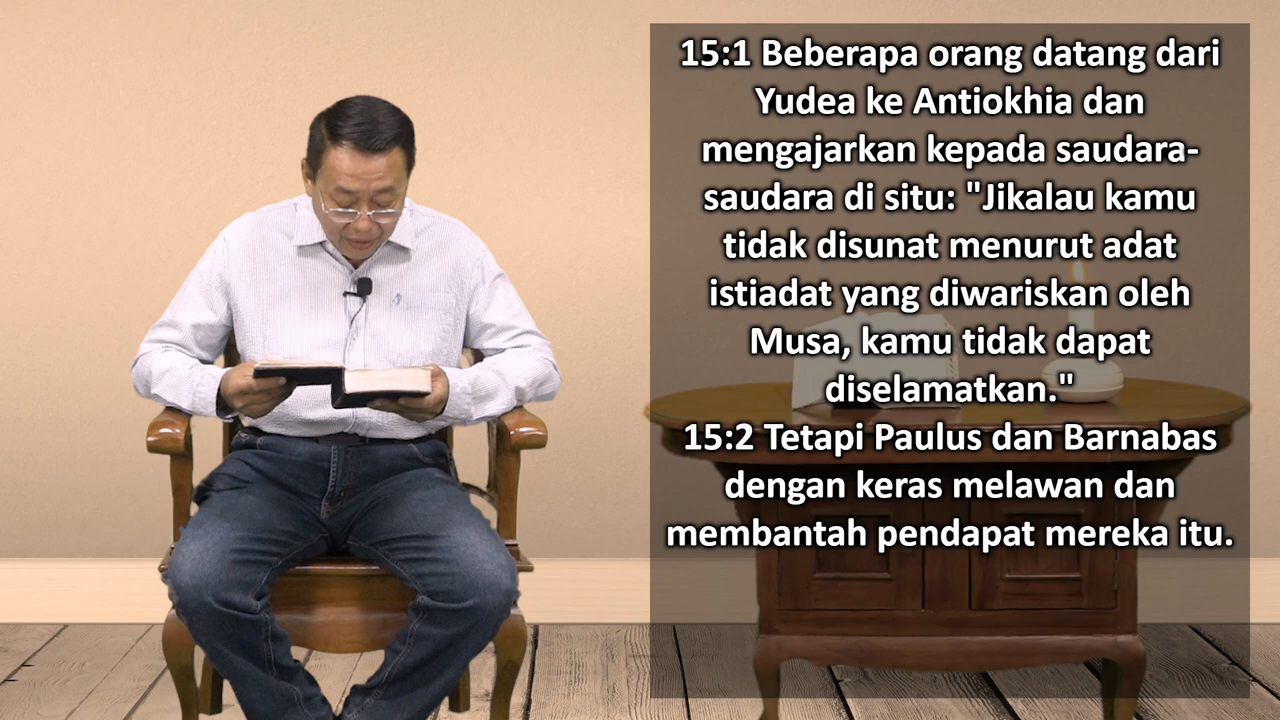 15:1 Beberapa orang datang dari
Yudea ke Antiokhia dan
mengajarkan kepada saudara-
saudara di situ: "Jikalau kamu
tidak disunat menurut adat
istiadat yang diwariskan oleh
Musa, kamu tidak dapat
diselamatkan."
15:2 Tetapi Paulus dan Barnabas
dengan keras melawan dan
membantah pendapat mereka itu.